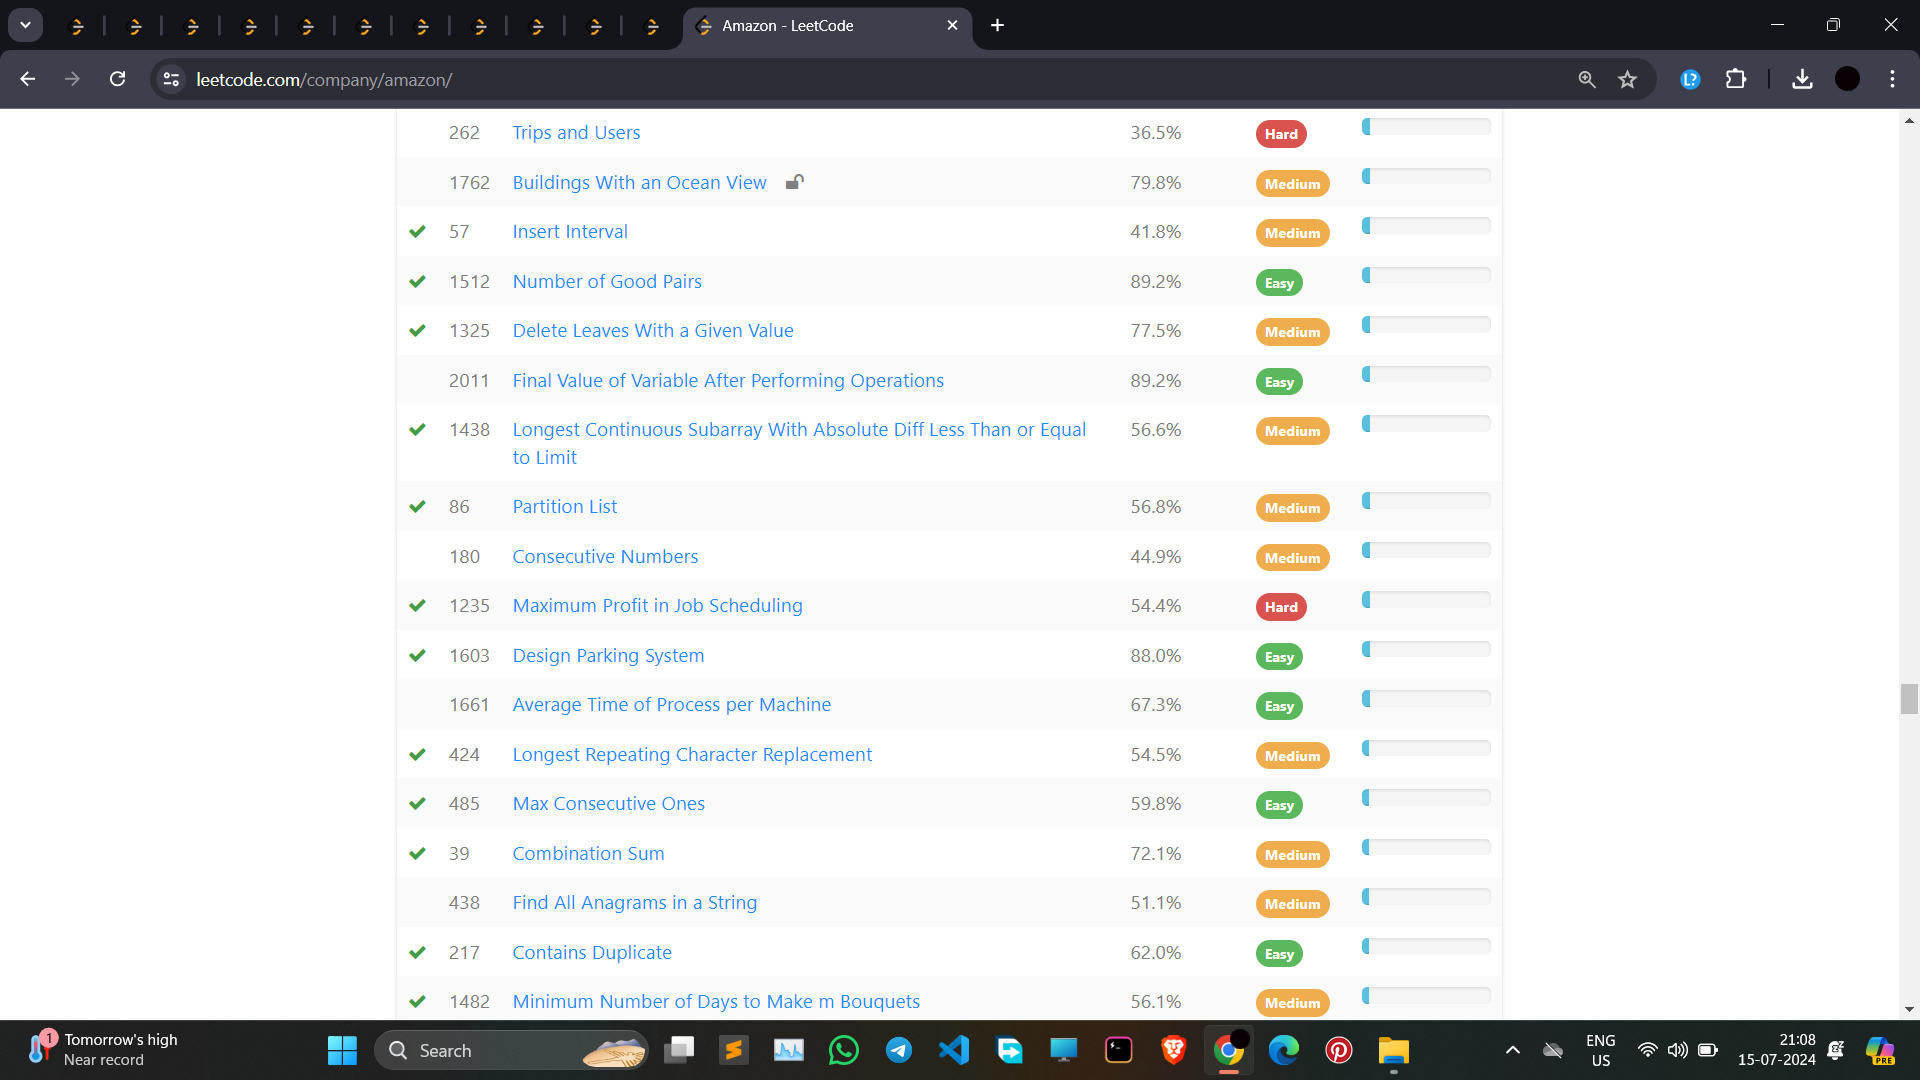 Amazon - LeetCode
leetcode.com/company/amazon/
L?
262 Trips and Users 36.5% Hard
1762 Buildings With an Ocean View 79.8% Medium
57 Insert Interval 41.8% Medium
1512 Number of Good Pairs 89.2% Easy
1325 Delete Leaves With a Given Value 77.5% Medium
2011 Final Value of Variable After Performing Operations 89.2% Easy
1438 Longest Continuous Subarray With Absolute Diff Less Than or Equal 56.6% Medium
to Limit
86 Partition List 56.8% Medium
180 Consecutive Numbers 44.9% Medium
1235 Maximum Profit in Job Scheduling 54.4% Hard
1603 Design Parking System 88.0% Easy
1661 Average Time of Process per Machine 67.3% Easy
424 Longest Repeating Character Replacement 54.5% Medium
485 Max Consecutive Ones 59.8% Easy
39 Combination Sum 72.1% Medium
438 Find All Anagrams in a String 51.1% Medium
217 Contains Duplicate 62.0% Easy
1482 Minimum Number of Days to Make m Bouquets 56.1% Medium
1
Tomorrow's high
Near record
Search
ENG
US
21:08
15-07-2024
PRE